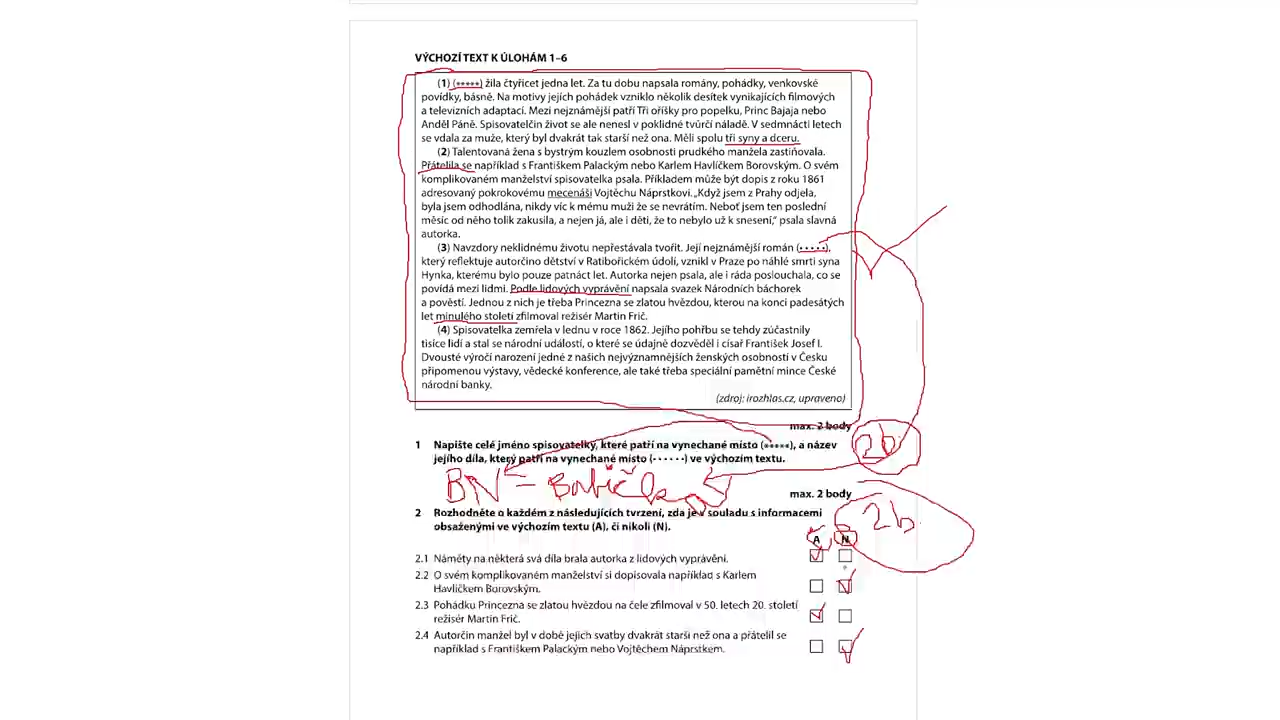 VÝCHOZÍ TEXT K ÚLOHÁM 1–6
(1) (*****) žila čtyřicet jedna let. Za tu dobu napsala romány, pohádky, venkovské
povídky, básně. Na motivy jejích pohádek vzniklo několik desítek vynikajících filmových
a televizních adaptací. Mezi nejznámější patří Tři oříšky pro popelku, Princ Bajaja nebo
Anděl Páně. Spisovatelčin život se ale nenesl v poklidné tvůrčí náladě. V sedmnácti letech
se vdala za muže, který byl dvakrát tak starší než ona. Měli spolu tři syny a dceru.
(2) Talentovaná žena s bystrým kouzlem osobnosti prudkého manžela zastiňovala.
Přátelila se například s Františkem Palackým nebo Karlem Havlíčkem Borovským. O svém
komplikovaném manželství spisovatelka psala. Příkladem může být dopis z roku 1861
adresovaný pokrokovému mecenáši Vojtěchu Náprstkovi. „Když jsem z Prahy odjela,
byla jsem odhodlána, nikdy víc k mému muži že se nevrátím. Neboť jsem ten poslední
měsíc od něho tolik zakusila, a nejen já, ale i děti, že to nebylo už k snesení,“ psala slavná
autorka.
(3) Navzdory neklidnému životu nepřestávala tvořit. Její nejznámější román (•••••),
který reflektuje autorčino dětství v Ratibořickém údolí, vznikl v Praze po náhlé smrti syna
Hynka, kterému bylo pouze patnáct let. Autorka nejen psala, ale i ráda poslouchala, co se
povídá mezi lidmi. Podle lidových vyprávění napsala svazek Národních báchorek
a pověstí. Jednou z nich je třeba Princezna se zlatou hvězdou, kterou na konci padesátých
let minulého století zfilmoval režisér Martin Frič.
(4) Spisovatelka zemřela v lednu v roce 1862. Jejího pohřbu se tehdy zúčastnily
tisíce lidí a stal se národní událostí, o které se údajně dozvěděl i císař František Josef I.
Dvousté výročí narození jedné z našich nejvýznamnějších ženských osobností v Česku
připomenou výstavy, vědecké konference, ale také třeba speciální pamětní mince České
národní banky.
(zdroj: irozhlas.cz, upraveno)
max. 2 body
1 Napište celé jméno spisovatelky, které patří na vynechané místo (*****), a název
jejího díla, který patří na vynechané místo (••••••) ve výchozím textu.
2b
BN = Babička
max. 2 body
2 Rozhodněte o každém z následujících tvrzení, zda je v souladu s informacemi
obsaženými ve výchozím textu (A), či nikoli (N).
2b.
A N
2.1 Náměty na některá svá díla brala autorka z lidových vyprávění.
2.2 O svém komplikovaném manželství si dopisovala například s Karlem
Havlíčkem Borovským.
2.3 Pohádku Princezna se zlatou hvězdou na čele zfilmoval v 50. letech 20. století
režisér Martin Frič.
2.4 Autorčin manžel byl v době jejich svatby dvakrát starší než ona a přátelil se
například s Františkem Palackým nebo Vojtěchem Náprstkem.